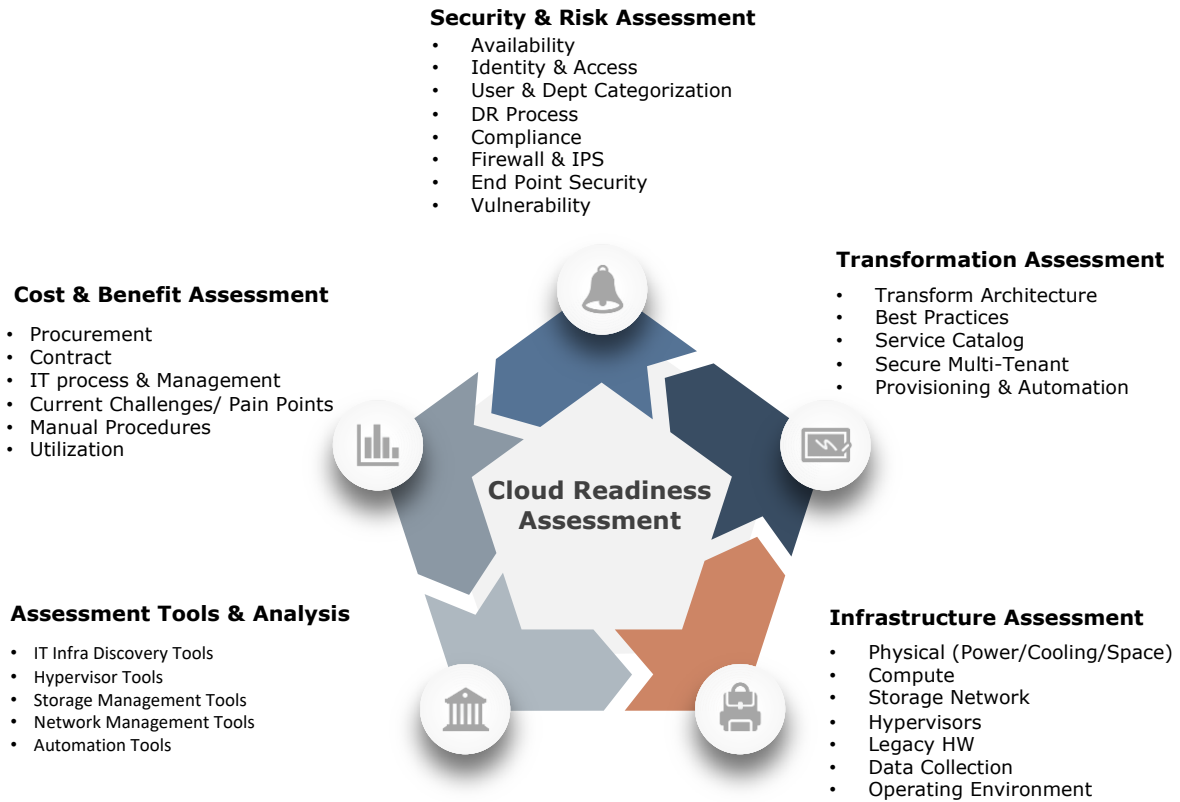 Security & Risk Assessment
• Availability
• Identity & Access
• User & Dept Categorization
• DR Process
• Compliance
• Firewall & IPS
• End Point Security
• Vulnerability
Transformation Assessment
• Transform Architecture
• Best Practices
• Service Catalog
• Secure Multi-Tenant
• Provisioning & Automation
Cost & Benefit Assessment
• Procurement
• Contract
• IT process & Management
• Current Challenges/ Pain Points
• Manual Procedures
• Utilization
Cloud Readiness
Assessment
Assessment Tools & Analysis
• IT Infra Discovery Tools
• Hypervisor Tools
• Storage Management Tools
• Network Management Tools
• Automation Tools
Infrastructure Assessment
• Physical (Power/Cooling/Space)
• Compute
• Storage Network
• Hypervisors
• Legacy HW
• Data Collection
• Operating Environment